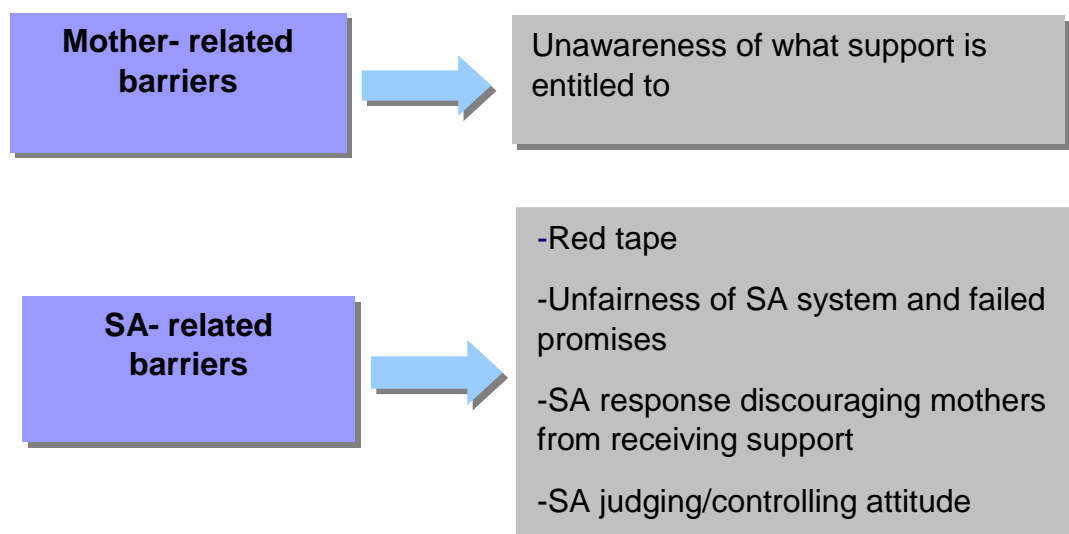 Mother- related
barriers
Unawareness of what support is
entitled to
SA- related
barriers
-Red tape
-Unfairness of SA system and failed
promises
-SA response discouraging mothers
from receiving support
-SA judging/controlling attitude